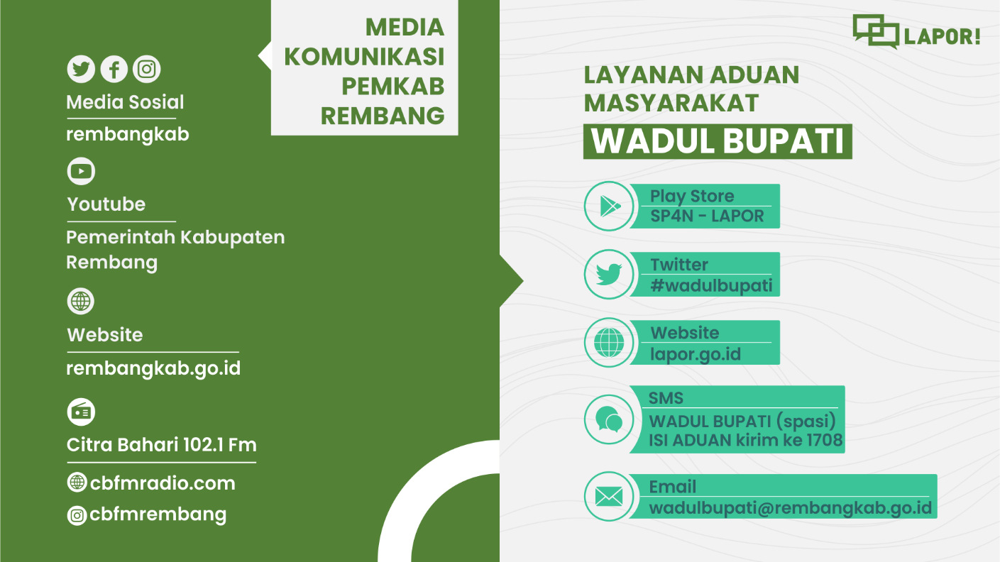 MEDIA
KOMUNIKASI
PEMKAB
REMBANG
Media Sosial
rembangkab
Youtube
Pemerintah Kabupaten
Rembang
Website
rembangkab.go.id
Citra Bahari 102.1 Fm
cbfmradio.com
cbfmrembang
LAPOR!
LAYANAN ADUAN
MASYARAKAT
WADUL BUPATI
Play Store
SP4N - LAPOR
Twitter
#wadulbupati
Website
lapor.go.id
SMS
WADUL BUPATI (spasi)
ISI ADUAN kirim ke 1708
Email
wadulbupati@rembangkab.go.id